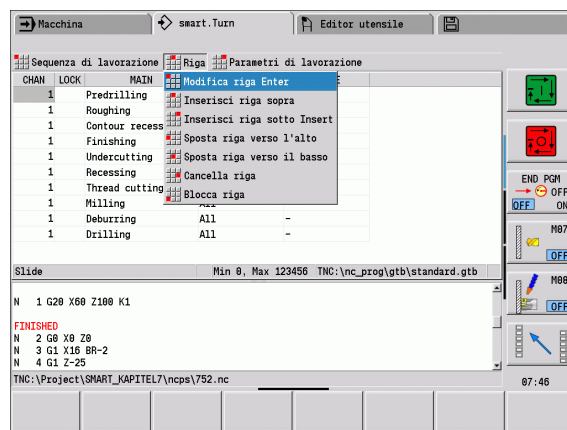 Macchina smart.Turn Editor utensile
Sequenza di lavorazione Riga Parametri di lavorazione
CHAN LOCK MAIN E
Modifica riga Enter
1 Predrilling
Inserisci riga sopra
1 Roughing
Inserisci riga sotto Insert
1 Contour recess
Sposta riga verso l'alto
1 Finishing
Sposta riga verso il basso
1 Undercutting
Cancella riga
1 Recessing
Blocca riga
1 Thread cutting
1 Milling All
1 Deburring All -
1 Drilling All -
Slide Min 0, Max 123456 TNC:\nc_prog\gtb\standard.gtb
N 1 G20 X60 Z100 K1
FINISHED
N 2 G0 X0 Z0
N 3 G1 X16 BR-2
N 4 G1 Z-25
TNC:\Project\SMART_KAPITEL7\ncps\752.nc
END PGM
OFF
OFF ON
M07
OFF
M08
OFF
07:46